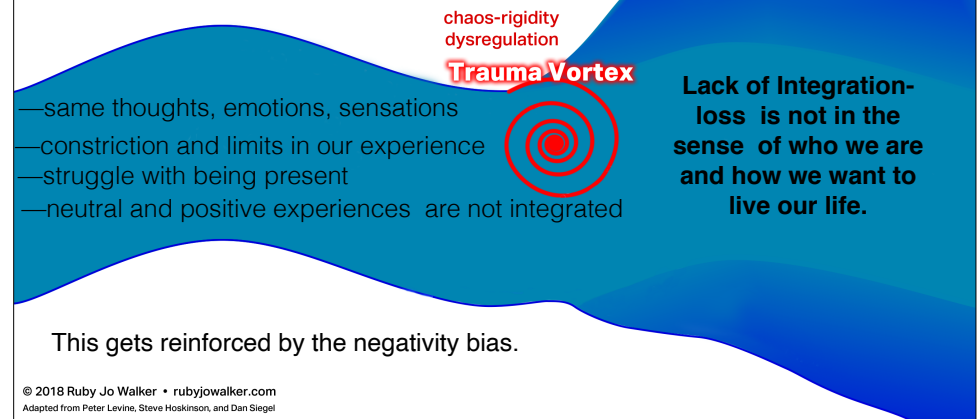 chaos-rigidity
dysregulation
Trauma Vortex
—same thoughts, emotions, sensations
—constriction and limits in our experience
—struggle with being present
—neutral and positive experiences are not integrated
Lack of Integration-
loss is not in the
sense of who we are
and how we want to
live our life.
This gets reinforced by the negativity bias.
© 2018 Ruby Jo Walker • rubyjowalker.com
Adapted from Peter Levine, Steve Hoskinson, and Dan Siegel